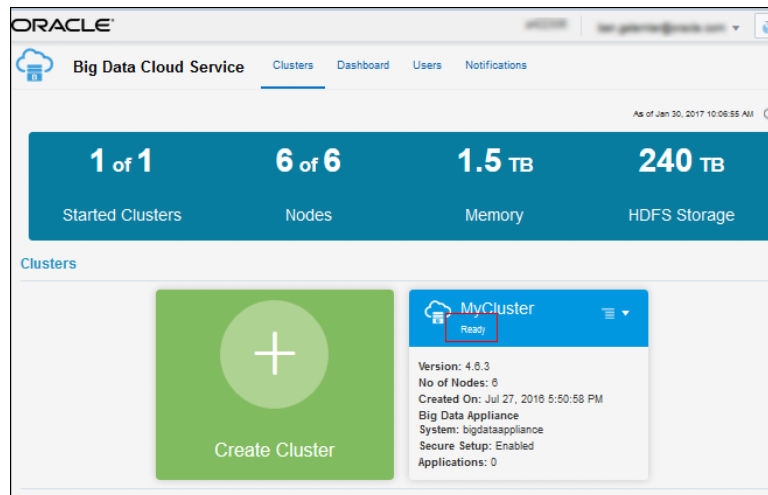 ORACLE
Big Data Cloud Service Clusters Dashboard Users Notifications
As of Jan 30, 2017 10:06:55 AM
1 of 1 6 of 6 1.5 TB 240 TB
Started Clusters Nodes Memory HDFS Storage
Clusters
Create Cluster
MyCluster
Ready
Version: 4.6.3
No of Nodes: 6
Created On: Jul 27, 2016 5:50:58 PM
Big Data Appliance
System: bigdataappliance
Secure Setup: Enabled
Applications: 0